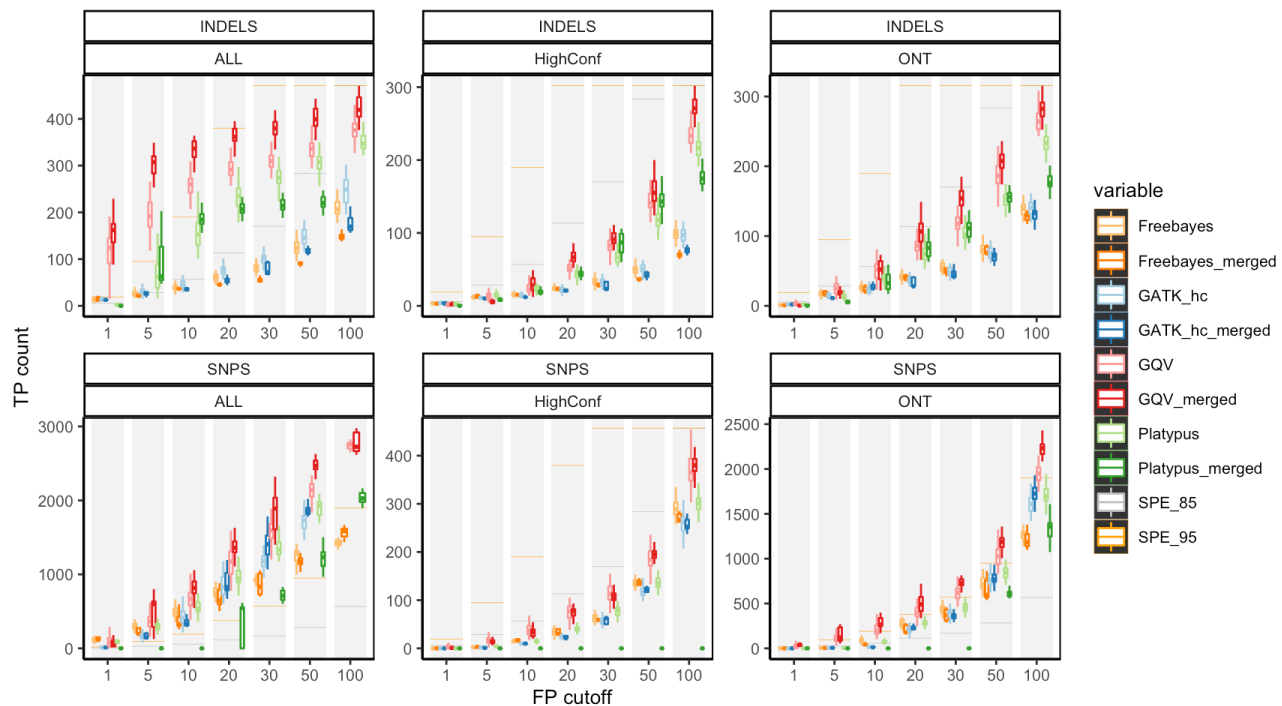 INDELS
ALL
0
100
200
300
400
1 5 10 20 30 50 100
INDELS
HighConf
0
100
200
300
1 5 10 20 30 50 100
INDELS
ONT
0
100
200
300
1 5 10 20 30 50 100
SNPS
ALL
0
1000
2000
3000
1 5 10 20 30 50 100
SNPS
HighConf
0
100
200
300
400
1 5 10 20 30 50 100
SNPS
ONT
0
500
1000
1500
2000
2500
1 5 10 20 30 50 100
TP count
FP cutoff
variable
Freebayes
Freebayes_merged
GATK_hc
GATK_hc_merged
GQV
GQV_merged
Platypus
Platypus_merged
SPE_85
SPE_95